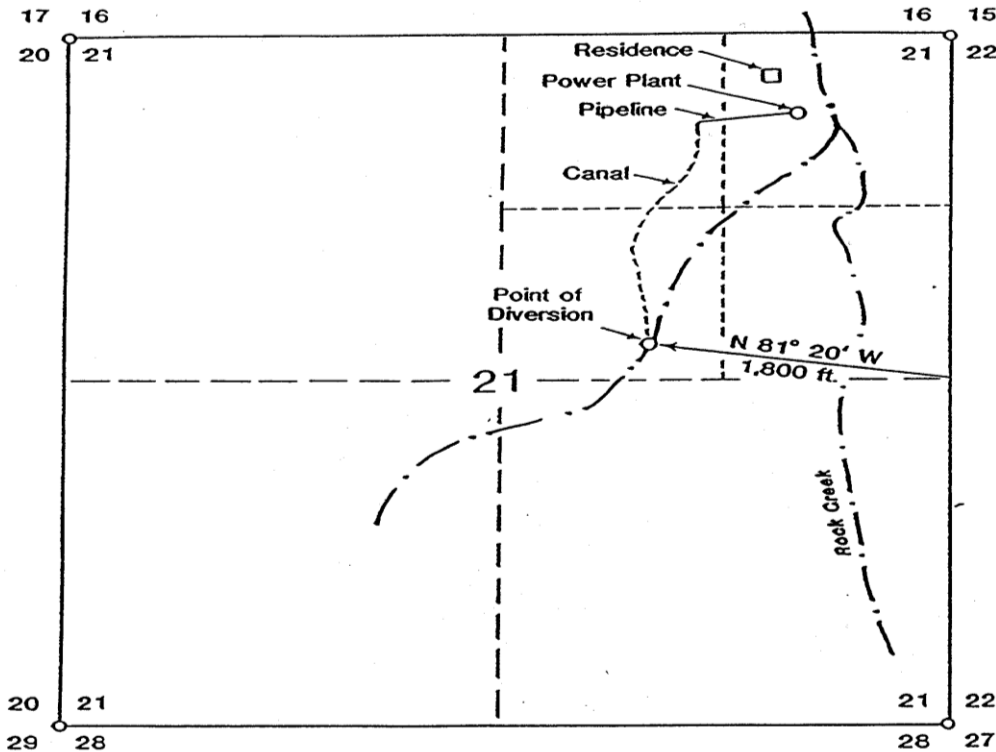 17 16
16 15
20 21
21 22
Residence
Power Plant
Pipeline
Canal
Point of
Diversion
N 81° 20' W
1,800 ft.
21
Rock Creek
20 21
21 22
29 28
28 27